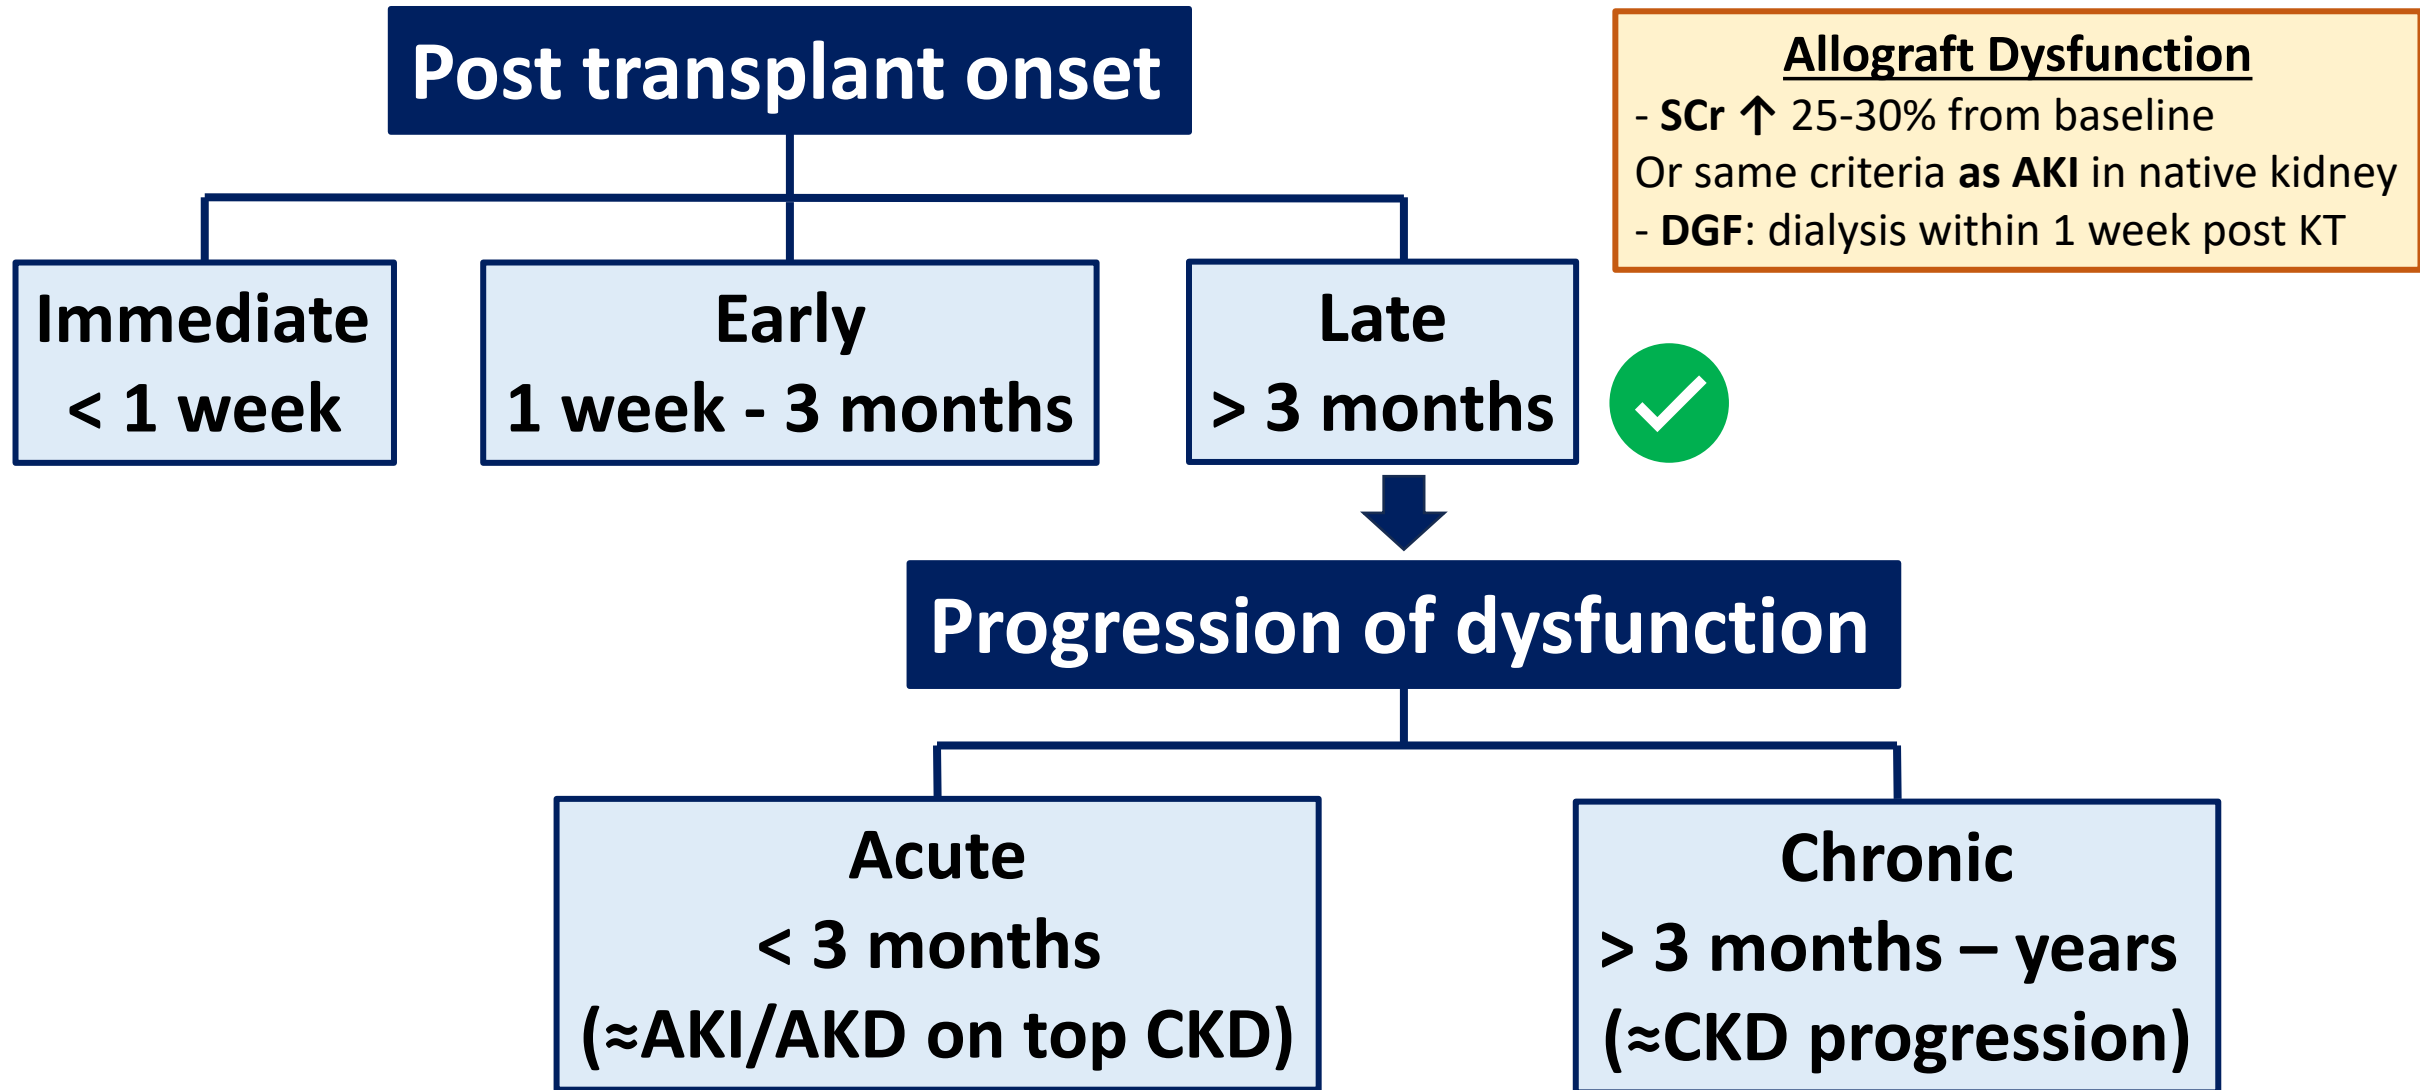 Post transplant onset
Allograft Dysfunction
- SCr ↑ 25-30% from baseline
Or same criteria as AKI in native kidney
- DGF: dialysis within 1 week post KT
Immediate
< 1 week
Early
1 week - 3 months
Late
> 3 months
Progression of dysfunction
Acute
< 3 months
(≈AKI/AKD on top CKD)
Chronic
> 3 months – years
(≈CKD progression)